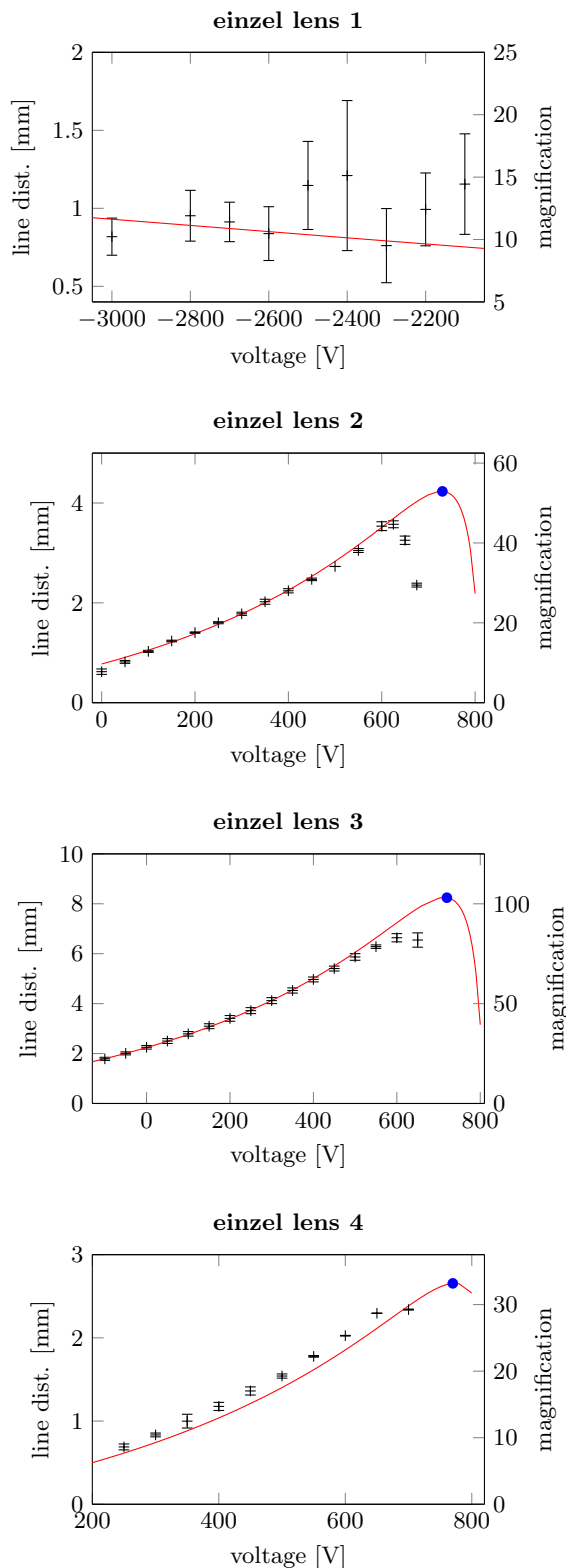 einzel lens 1
2
1.5
1
0.5
25
20
15
10
5
line dist. [mm]
magnification
−3000 −2800 −2600 −2400 −2200
voltage [V]
einzel lens 2
4
2
0
60
40
20
0
line dist. [mm]
magnification
0 200 400 600 800
voltage [V]
einzel lens 3
10
8
6
4
2
0
100
50
0
line dist. [mm]
magnification
0 200 400 600 800
voltage [V]
einzel lens 4
3
2
1
0
30
20
10
0
line dist. [mm]
magnification
200 400 600 800
voltage [V]